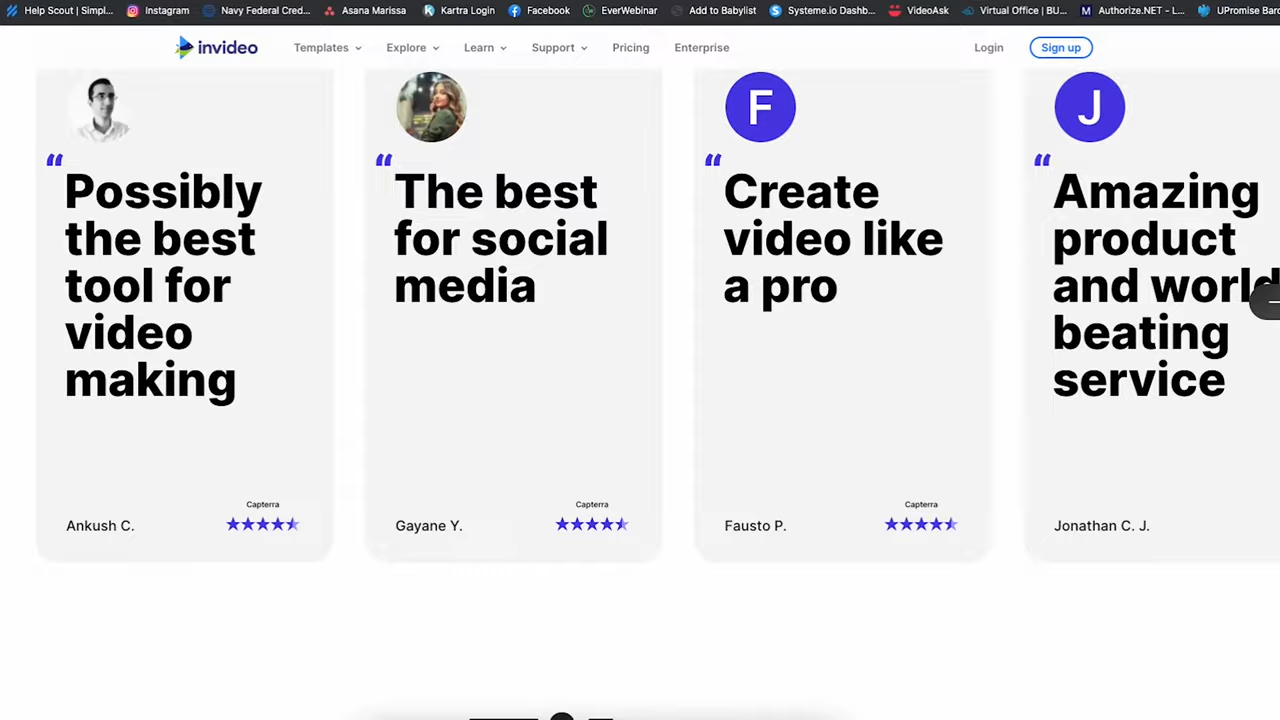 Help Scout | Simpl... Instagram Navy Federal Cred... Asana Marissa Kartra Login Facebook EverWebinar Add to Babylist Systeme.io Dashb... VideoAsk Virtual Office | BU... Authorize.NET - L... UPromise Barc
invideo Templates Explore Learn Support Pricing Enterprise Login Sign up
F
J
“
Possibly
the best
tool for
video
making
Capterra
Ankush C.
“
The best
for social
media
Capterra
Gayane Y.
“
Create
video like
a pro
Capterra
Fausto P.
“
Amazing
product
and world
beating
service
Jonathan C. J.